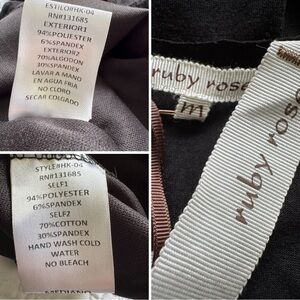 ESTILO#HK-04
RN#131685
EXTERIOR1
94%POLIESTER
6%SPANDEX
EXTERIOR2
70%ALGODON
30%SPANDEX
LAVAR A MANO
EN AGUA FRIA
NO CLORO
SECAR COLGADO
STYLE#HK-04
RN#131685
SELF1
94%POLYESTER
6%SPANDEX
SELF2
70%COTTON
30%SPANDEX
HAND WASH COLD
WATER
NO BLEACH
MEDIANO
ruby rose
m
ruby rose